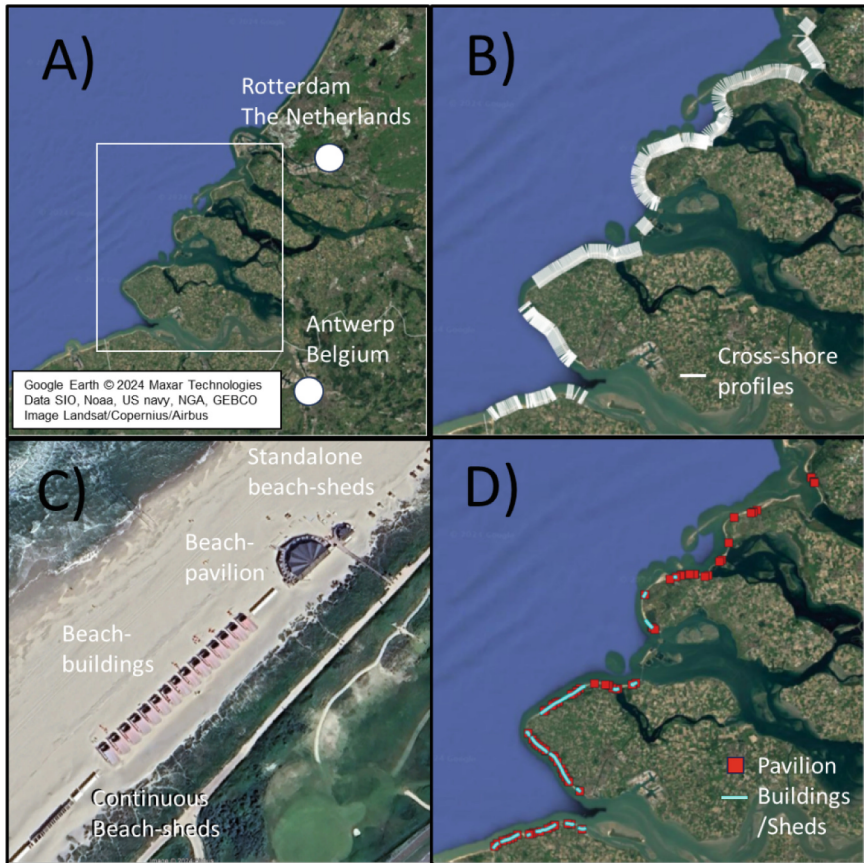 A)
Rotterdam
The Netherlands
Antwerp
Belgium
Google Earth © 2024 Maxar Technologies
Data SIO, Noaa, US navy, NGA, GEBCO
Image Landsat/Copernicus/Airbus
B)
Cross-shore
profiles
C)
Standalone
beach-sheds
Beach-
pavilion
Beach-
buildings
Continuous
Beach-sheds
D)
Pavilion
Buildings
/Sheds